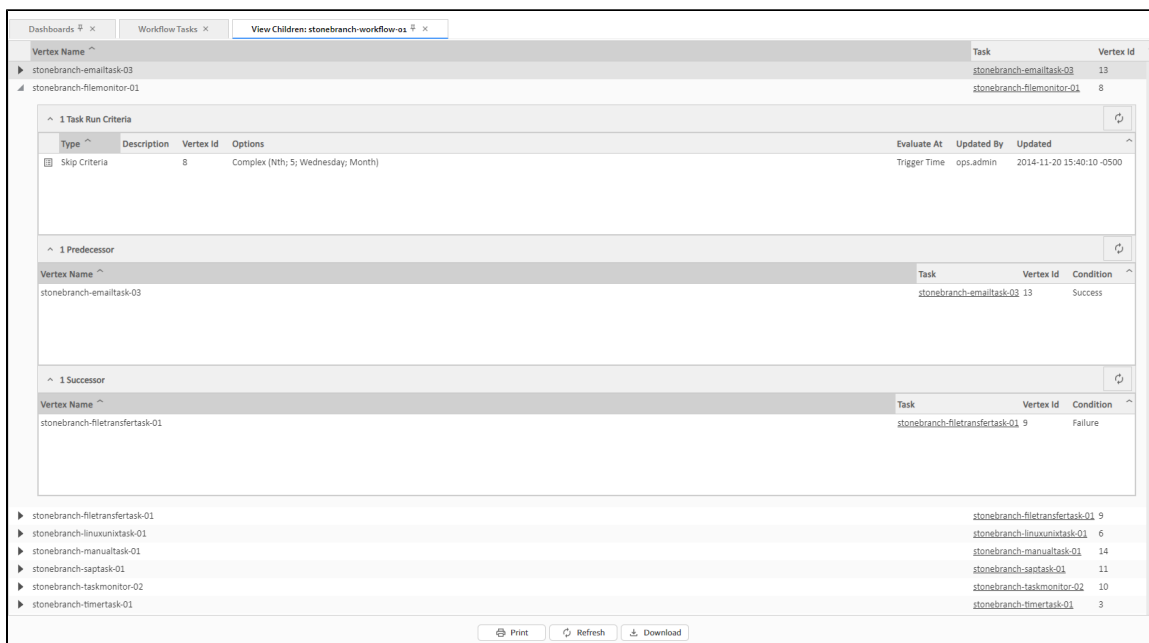 Dashboards Workflow Tasks View Children: stonebranch-workflow-01
Vertex Name Task Vertex Id
stonebranch-emailtask-03 stonebranch-emailtask-03 13
stonebranch-filemonitor-01 stonebranch-filemonitor-01 8
1 Task Run Criteria
Type Description Vertex Id Options Evaluate At Updated By Updated
Skip Criteria 8 Complex (Nth; 5; Wednesday; Month) Trigger Time ops.admin 2014-11-20 15:40:10 -0500
1 Predecessor
Vertex Name Task Vertex Id Condition
stonebranch-emailtask-03 stonebranch-emailtask-03 13 Success
1 Successor
Vertex Name Task Vertex Id Condition
stonebranch-filetransfertask-01 stonebranch-filetransfertask-01 9 Failure
stonebranch-filetransfertask-01 stonebranch-filetransfertask-01 9
stonebranch-linuxunixtask-01 stonebranch-linuxunixtask-01 6
stonebranch-manualtask-01 stonebranch-manualtask-01 14
stonebranch-saptask-01 stonebranch-saptask-01 11
stonebranch-taskmonitor-02 stonebranch-taskmonitor-02 10
stonebranch-timertask-01 stonebranch-timertask-01 3
Print Refresh Download